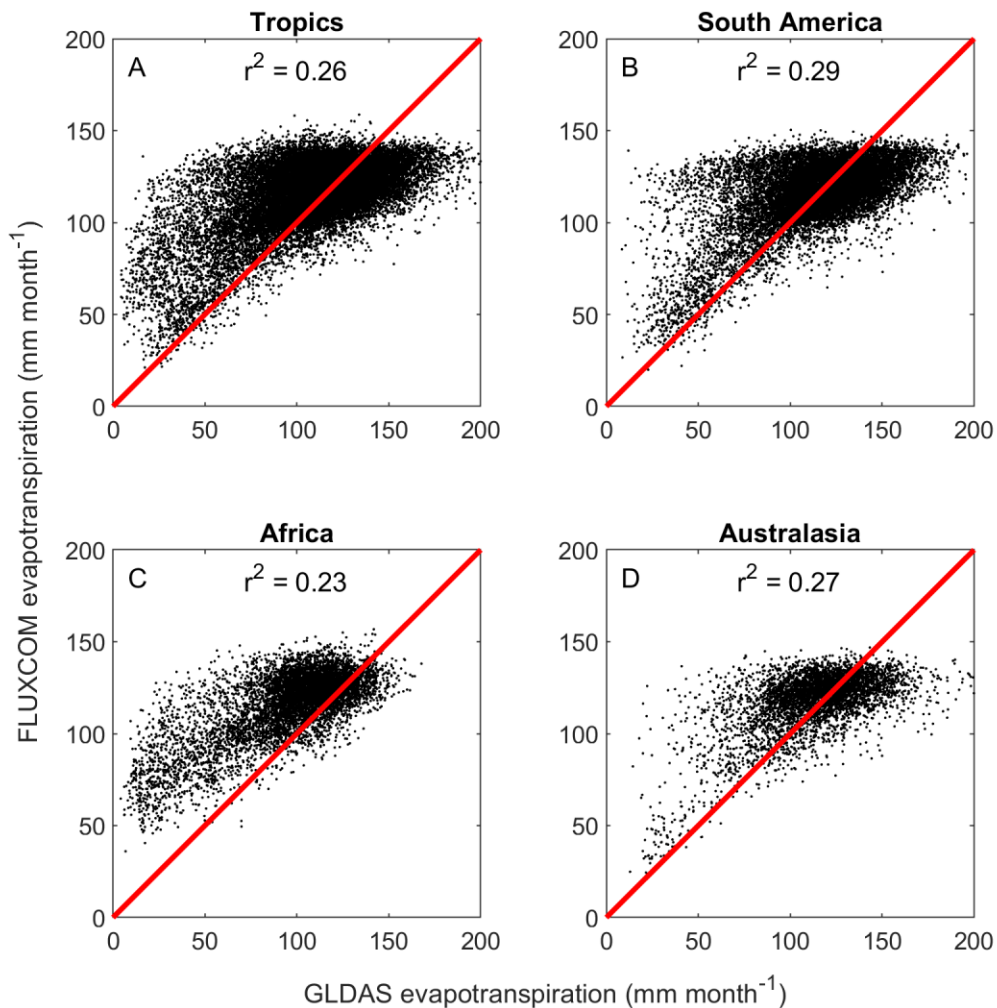 Tropics
A
r² = 0.26
200
150
100
50
0
0 50 100 150 200
South America
B
r² = 0.29
200
150
100
50
0
0 50 100 150 200
Africa
C
r² = 0.23
200
150
100
50
0
0 50 100 150 200
Australasia
D
r² = 0.27
200
150
100
50
0
0 50 100 150 200
FLUXCOM evapotranspiration (mm month⁻¹)
GLDAS evapotranspiration (mm month⁻¹)